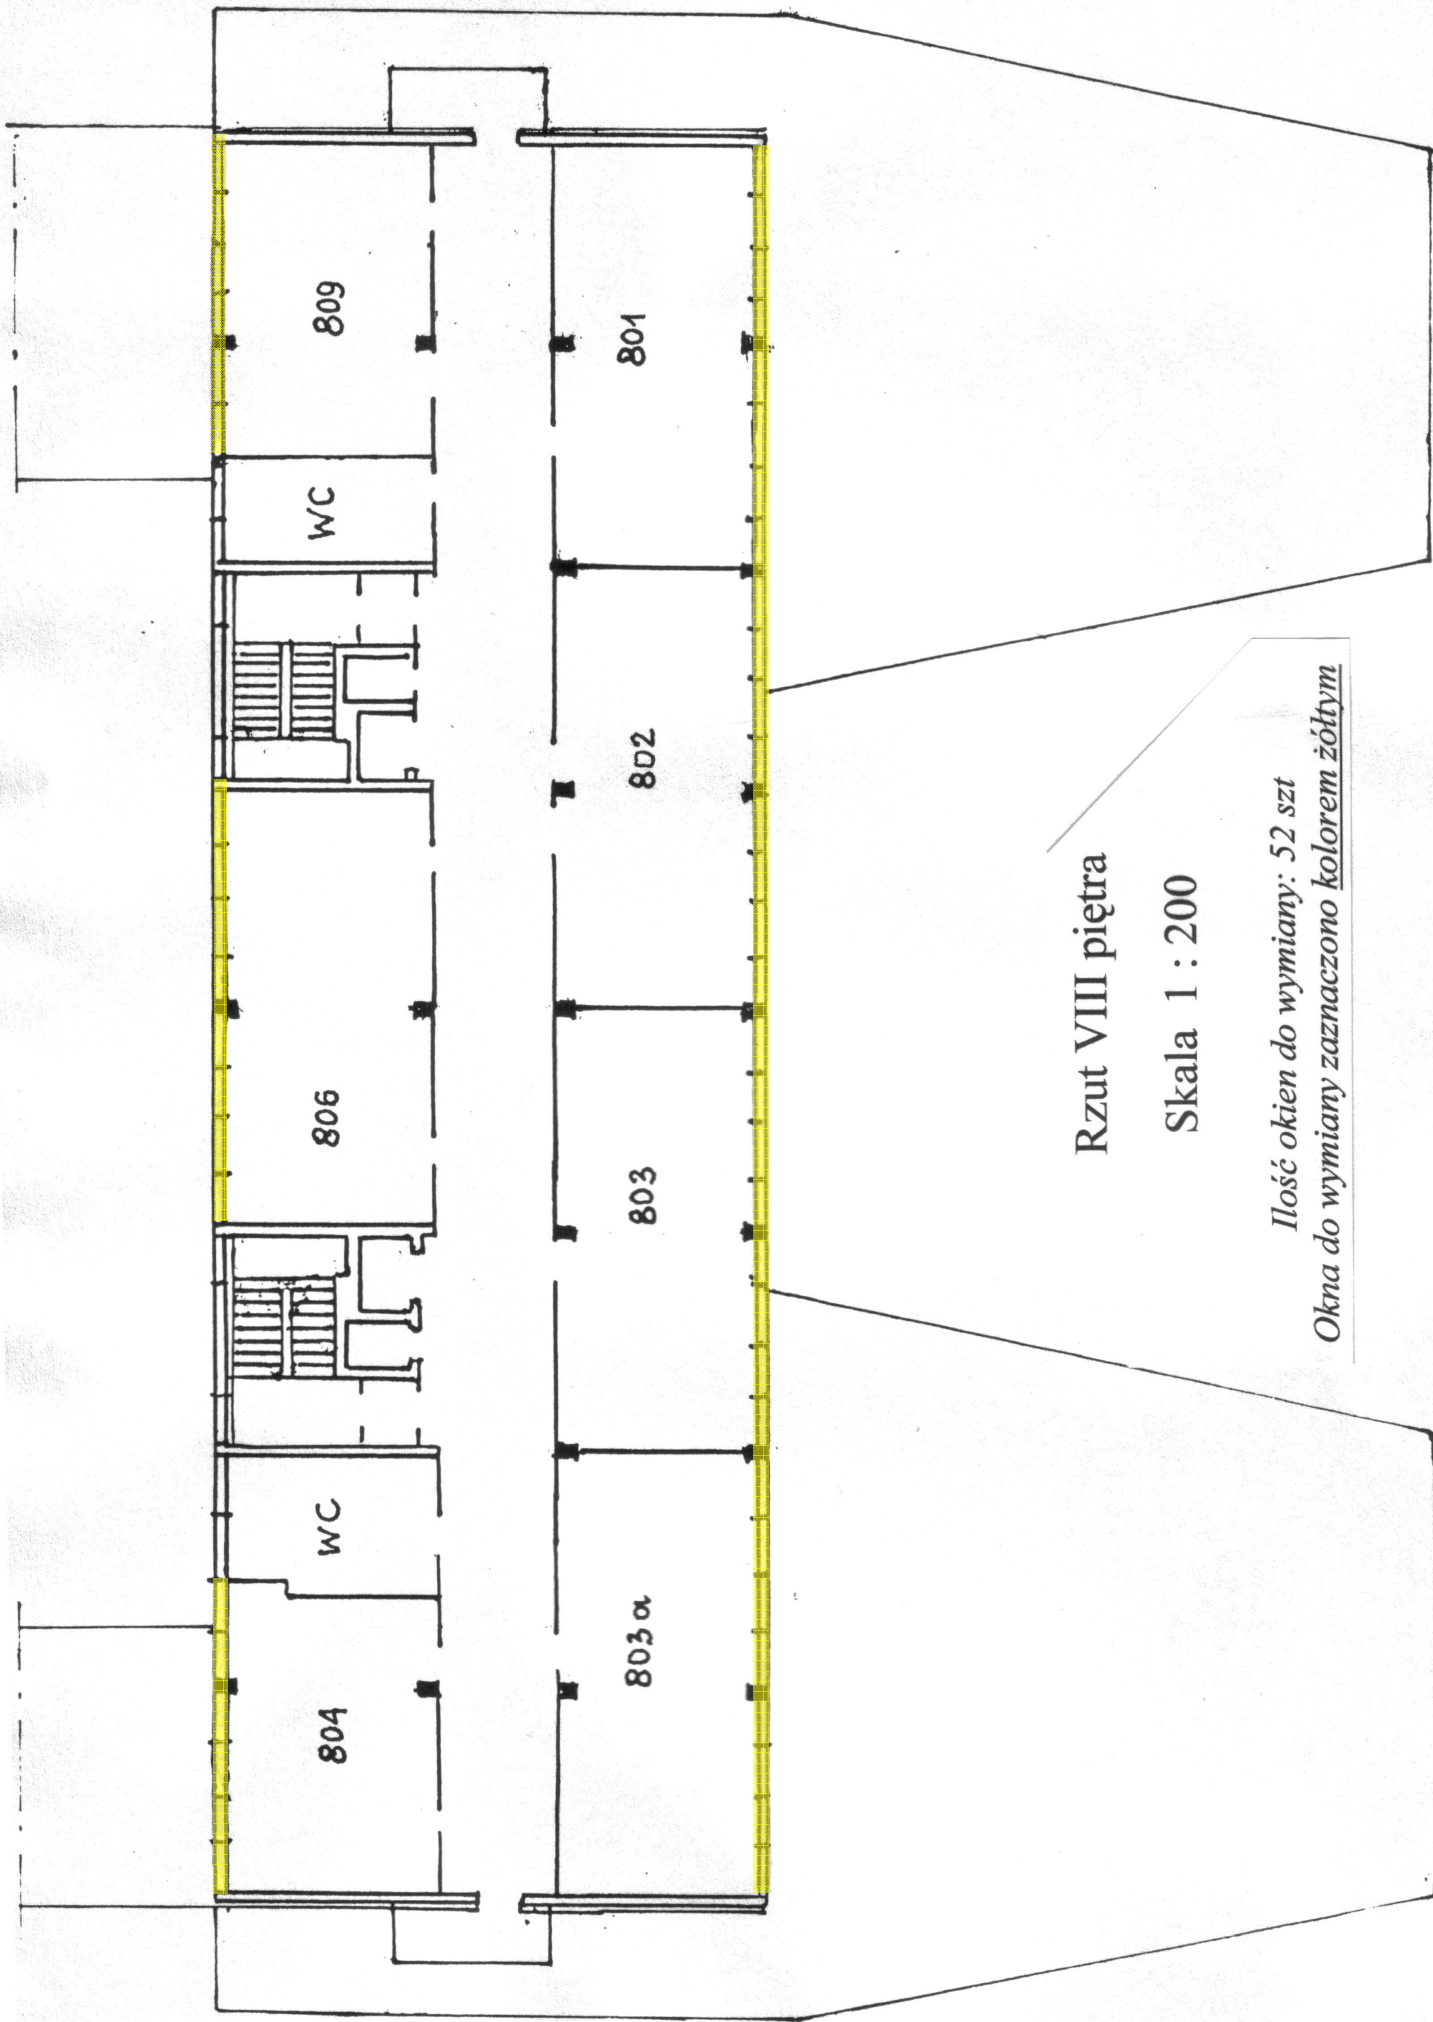 804
WC
806
WC
809
803a
803
802
801
Rzut VIII piętra
Skala 1 : 200
Ilość okien do wymiany: 52 szt
Okna do wymiany zaznaczono kolorem żółtym